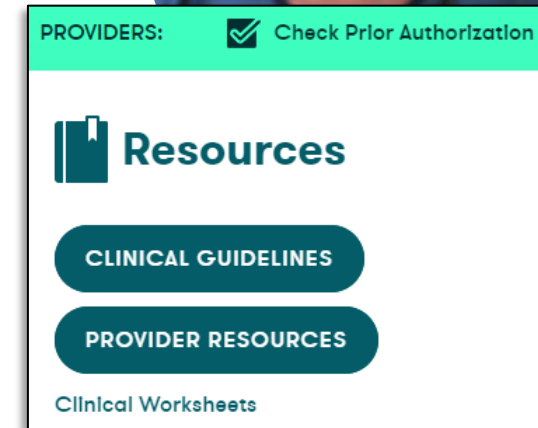 PROVIDERS: Check Prior Authorization
Resources
CLINICAL GUIDELINES
PROVIDER RESOURCES
Clinical Worksheets